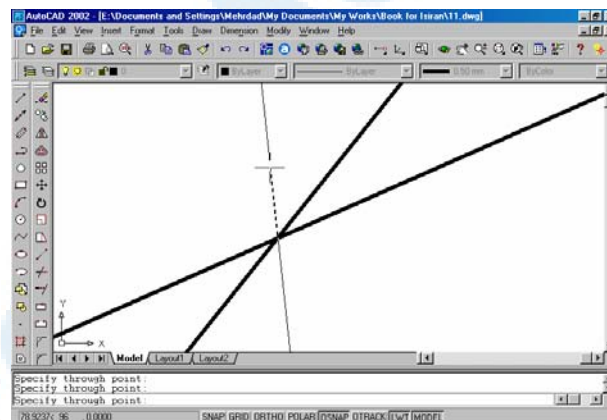 AutoCAD 2002 - [E:\Documents and Settings\Mehrdad\My Documents\My Works\Book for Isiran\11.dwg]
File Edit View Insert Format Tools Draw Dimension Modify Window Help
0 ByLayer ByLayer 0.50 mm ByColor
Y
X
Model Layout1 Layout2
Specify through point:
Specify through point:
Specify through point:
0.0000 SNAP GRID ORTHO POLAR OSNAP OTRACK LWT MODEL